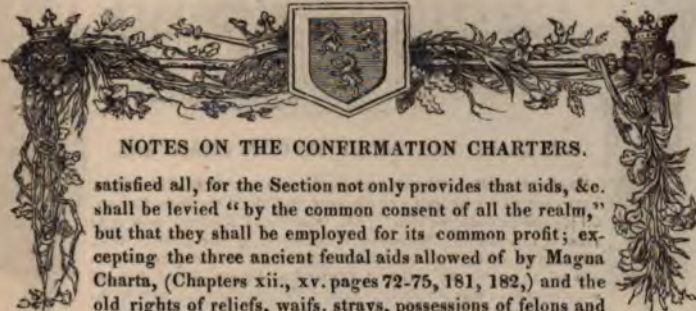 NOTES ON THE CONFIRMATION CHARTERS.
satisfied all, for the Section not only provides that aids, &c.
shall be levied “by the common consent of all the realm,”
but that they shall be employed for its common profit; ex-
cepting the three ancient feudal aids allowed of by Magna
Charta, (Chapters xii., xv. pages 72-75, 181, 182,) and the
old rights of reliefs, waifs, strays, possessions of felons and